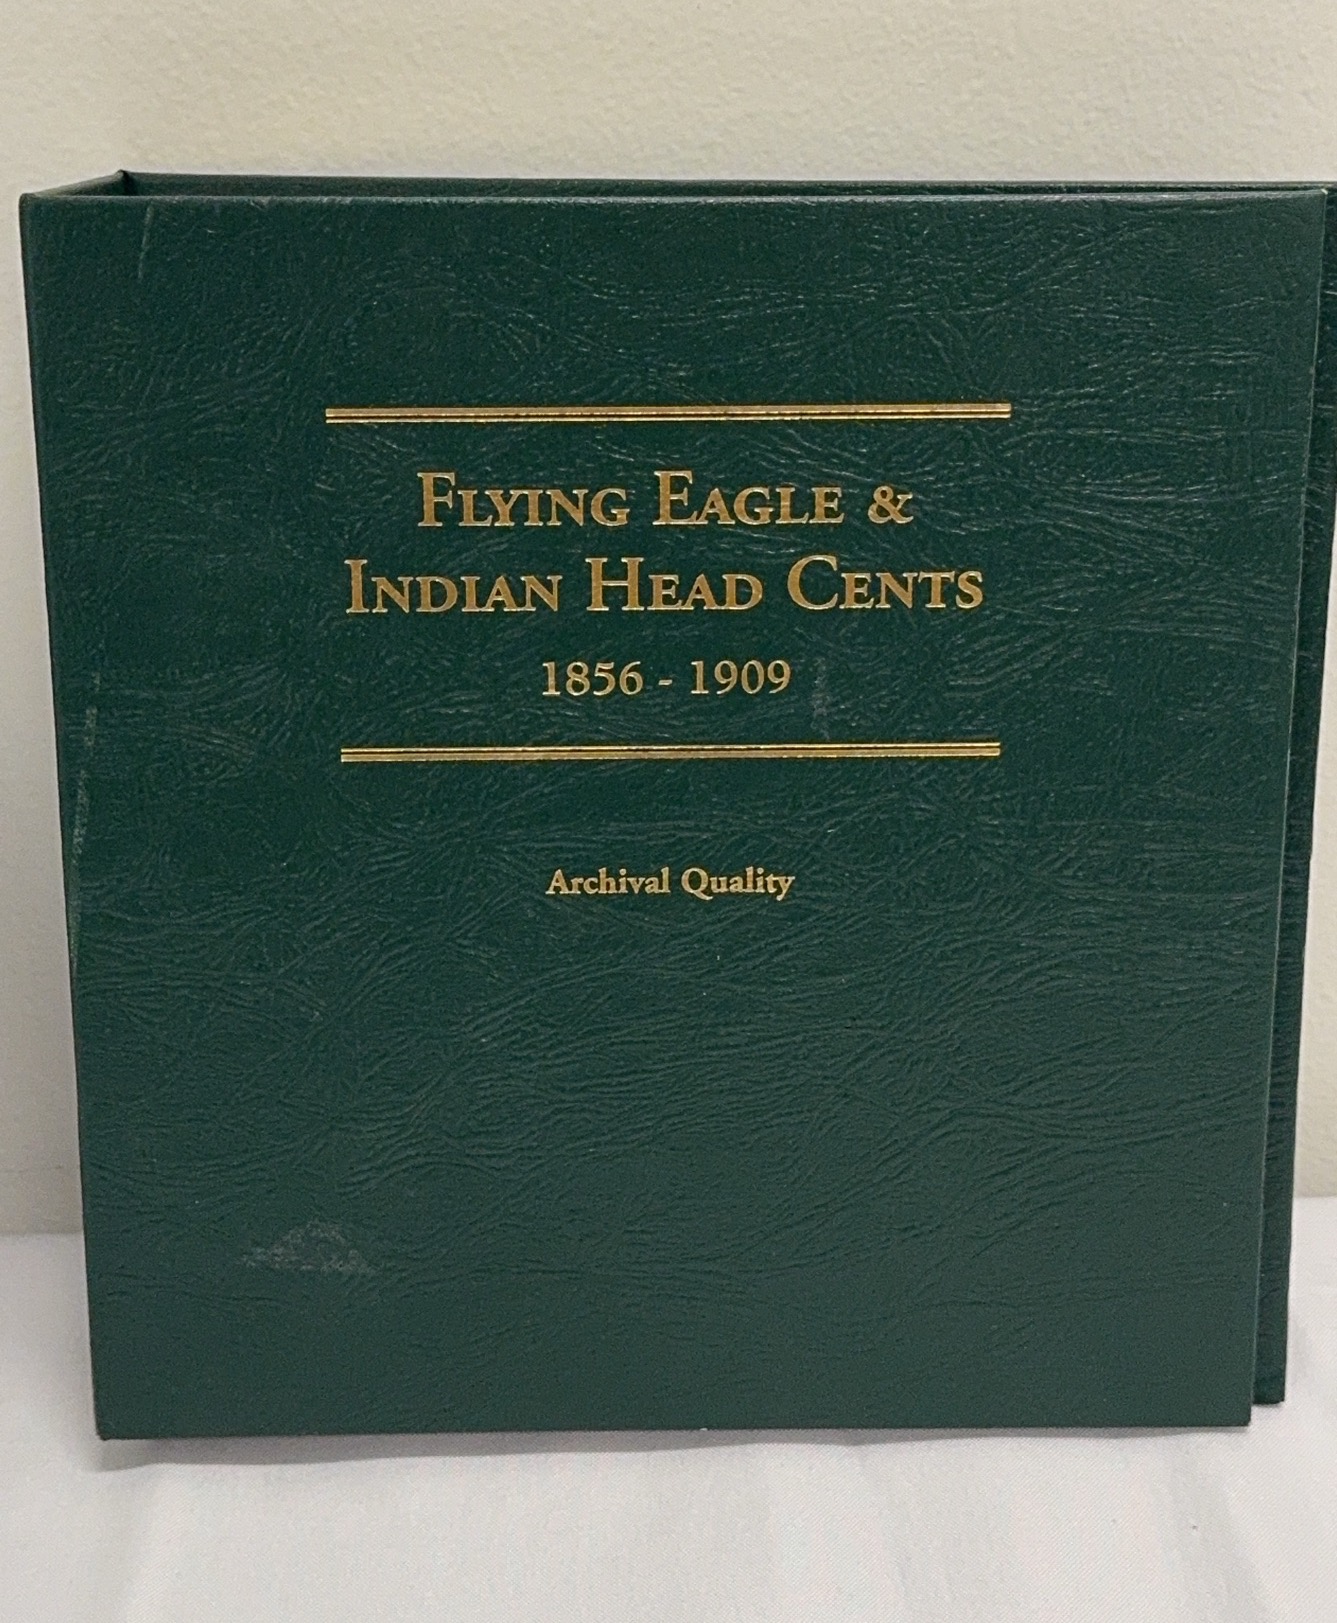 Flying Eagle &
Indian Head Cents
1856 - 1909
Archival Quality